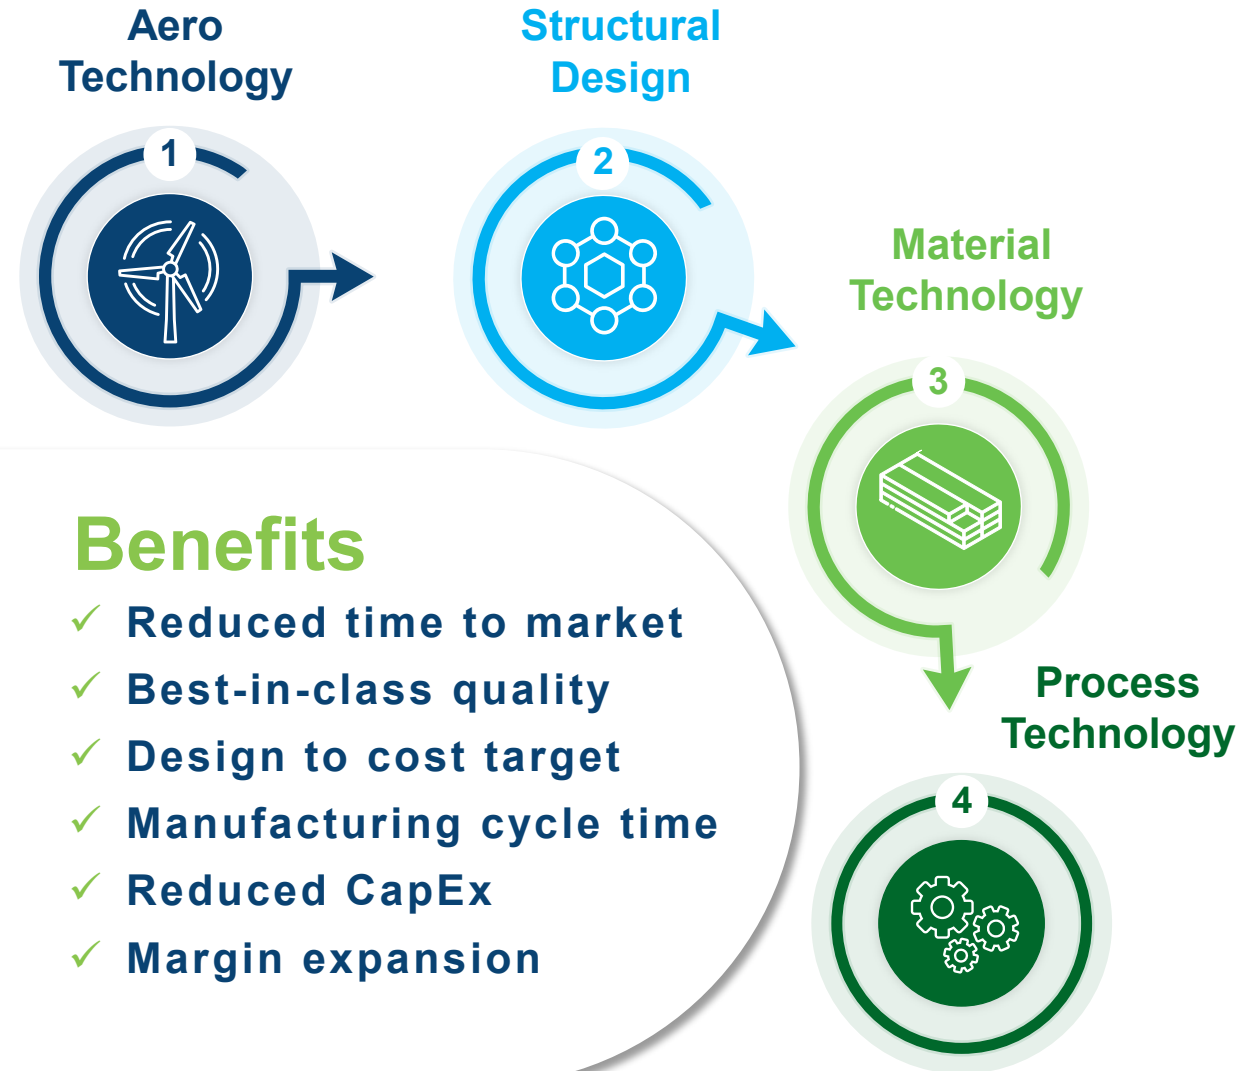 Aero
Technology
1
Structural
Design
2
Material
Technology
3
Process
Technology
4
Benefits
✓ Reduced time to market
✓ Best-in-class quality
✓ Design to cost target
✓ Manufacturing cycle time
✓ Reduced CapEx
✓ Margin expansion